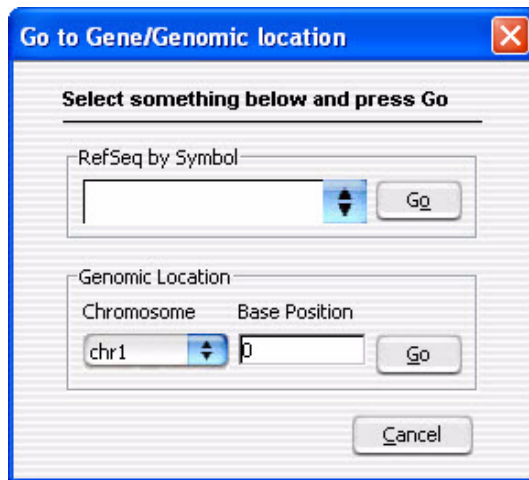 Go to Gene/Genomic location
Select something below and press Go
RefSeq by Symbol
Go
Genomic Location
Chromosome Base Position
chr1 0 Go
Cancel